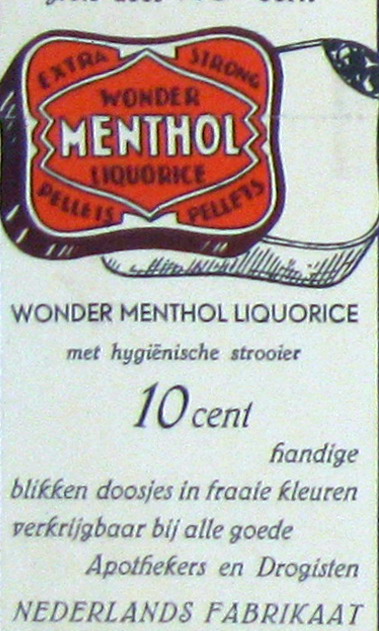 EXTRA STRONG
WONDER
MENTHOL
LIQUORICE
PELLETS PELLETS
WONDER MENTHOL LIQUORICE
met hygiënische strooier
10 cent
handige
blikken doosjes in fraaie kleuren
verkrijgbaar bij alle goede
Apothekers en Drogisten
NEDERLANDS FABRIKAAT